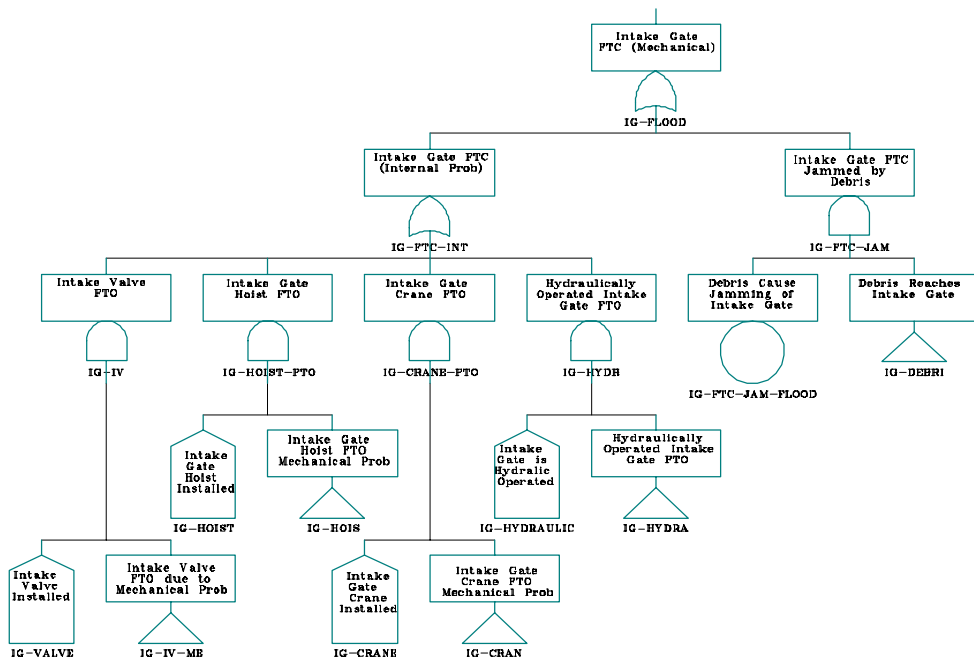 Intake Gate
FTC (Mechanical)
IG-FLOOD
Intake Gate FTC
(Internal Prob)
Intake Gate FTC
Jammed by
Debris
IG-FTC-INT
IG-FTC-JAM
Intake Valve
FTO
Intake Gate
Hoist FTO
Intake Gate
Crane FTO
Hydraulically
Operated Intake
Gate FTO
Debris Cause
Jamming of
Intake Gate
Debris Reaches
Intake Gate
IG-IV
IG-HOIST-FTO
IG-CRANE-FTO
IG-HYDR
IG-FTC-JAM-FLOOD
IG-DEBRI
Intake
Gate
Hoist
Installed
Intake Gate
Hoist FTO
Mechanical Prob
Intake
Gate is
Hydralic
Operated
Hydraulically
Operated Intake
Gate FTO
IG-HOIST
IG-HOIS
IG-HYDRAULIC
IG-HYDRA
Intake
Valve
Installed
Intake Valve
FTO due to
Mechanical Prob
Intake
Gate
Crane
Installed
Intake Gate
Crane FTO
Mechanical Prob
IG-VALVE
IG-IV-ME
IG-CRANE
IG-CRAN